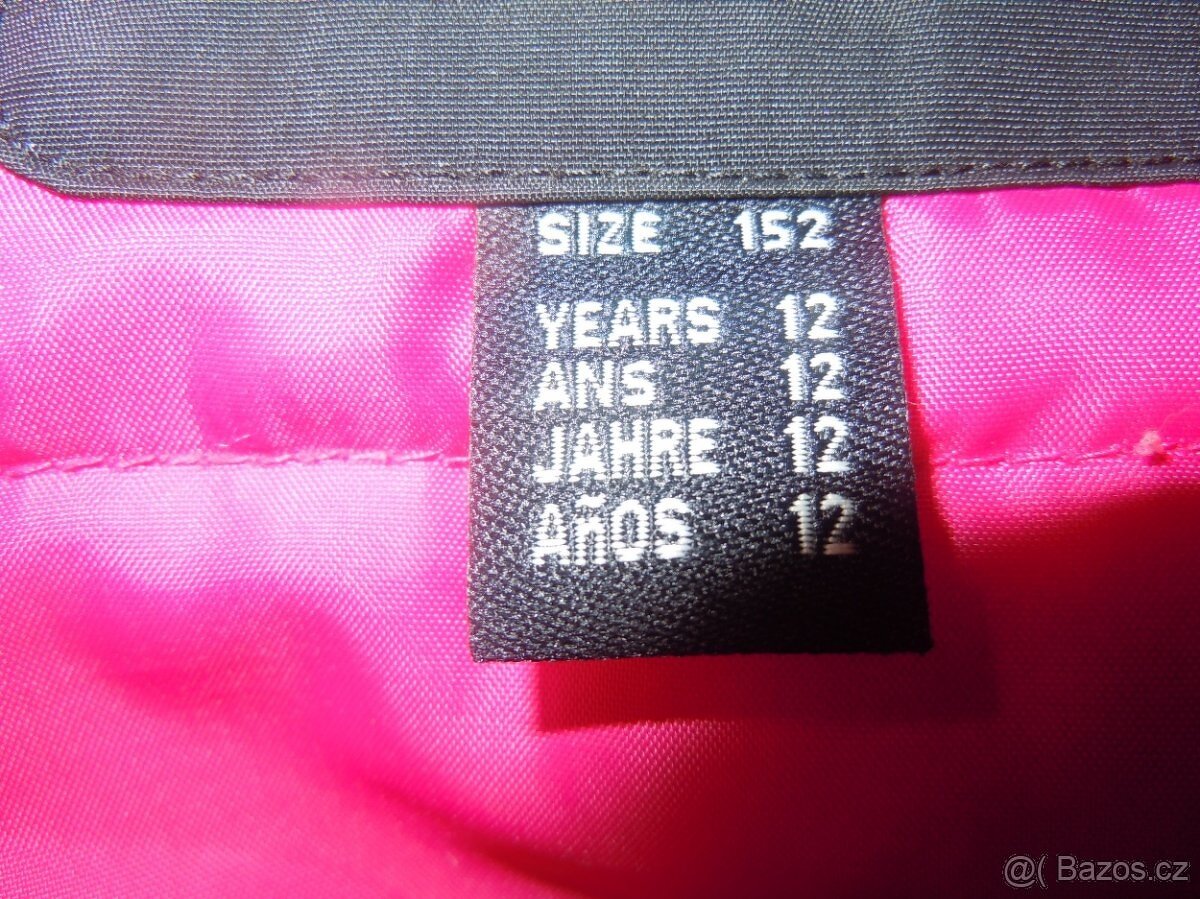 SIZE 152
YEARS 12
ANS 12
JAHRE 12
AÑOS 12
@( Bazos.cz